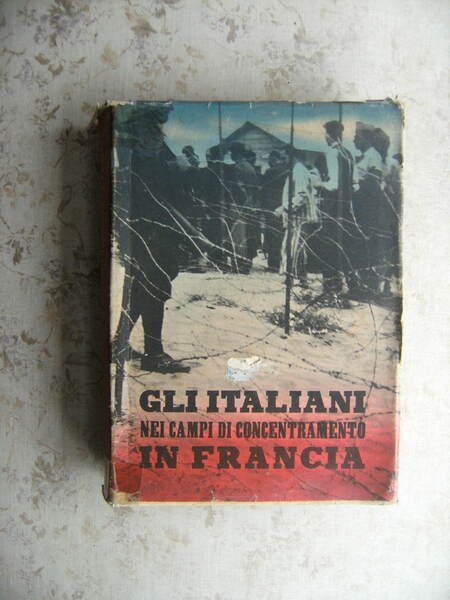 GLI ITALIANI
NEI CAMPI DI CONCENTRAMENTO
IN FRANCIA